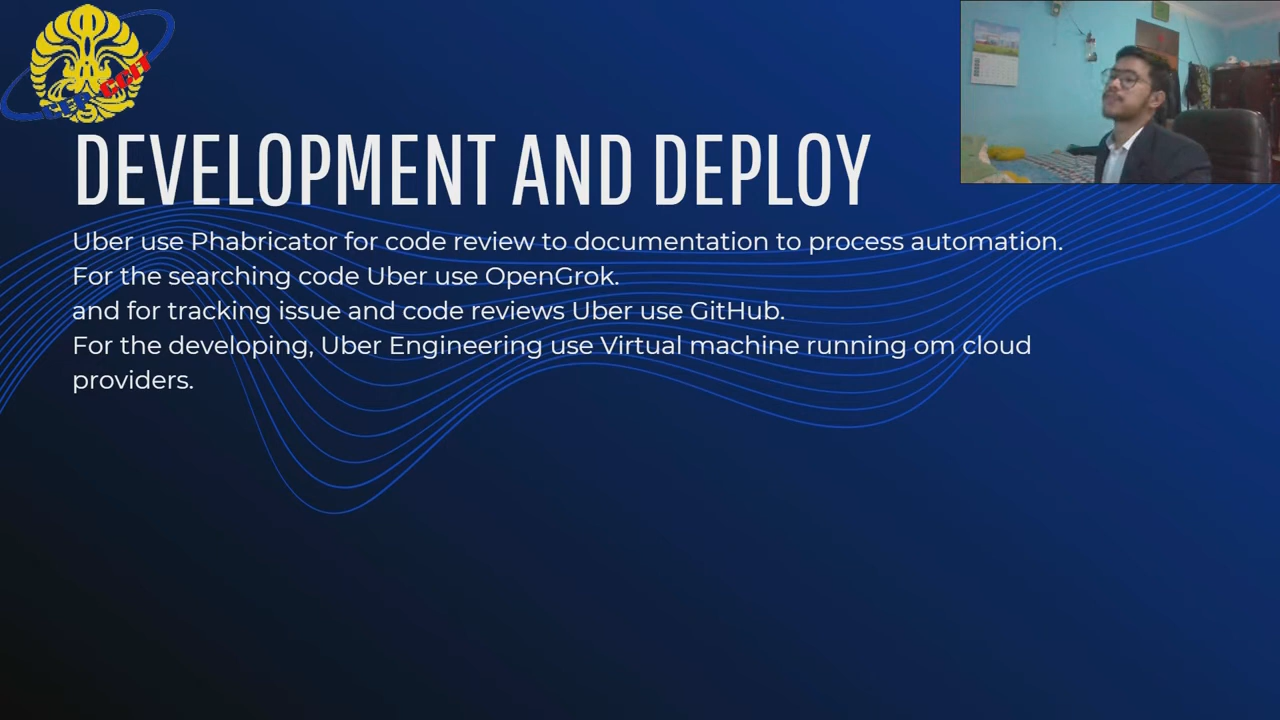 CEP CCIT
DEVELOPMENT AND DEPLOY
Uber use Phabricator for code review to documentation to process automation.
For the searching code Uber use OpenGrok.
and for tracking issue and code reviews Uber use GitHub.
For the developing, Uber Engineering use Virtual machine running om cloud
providers.